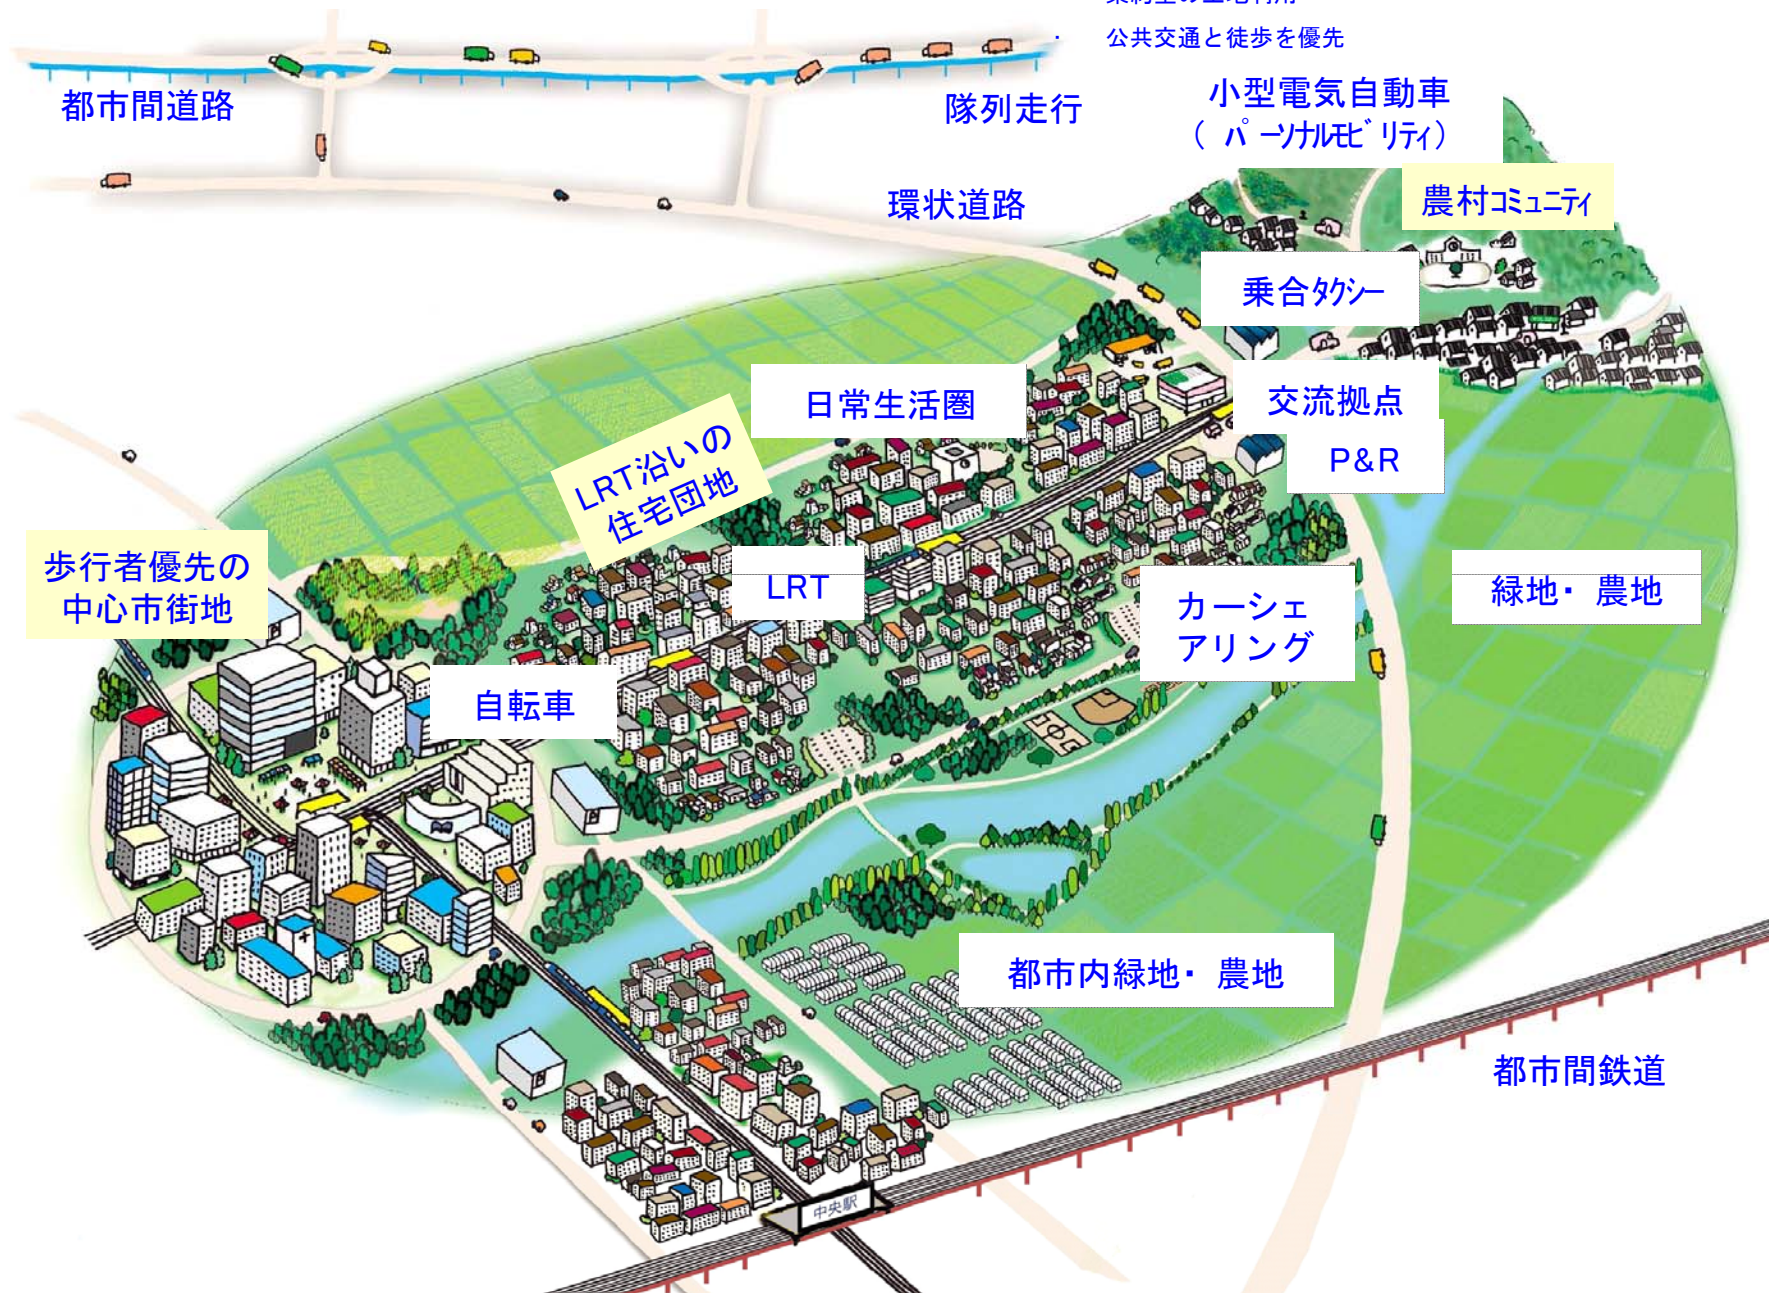 公共交通と徒歩を優先
都市間道路
隊列走行
小型電気自動車
(パーソナルモビリティ)
環状道路
農村コミュニティ
乗合タクシー
日常生活圏
交流拠点
P&R
LRT沿いの
住宅団地
歩行者優先の
中心市街地
LRT
カーシェ
アリング
緑地・農地
自転車
都市内緑地・農地
都市間鉄道
中央駅